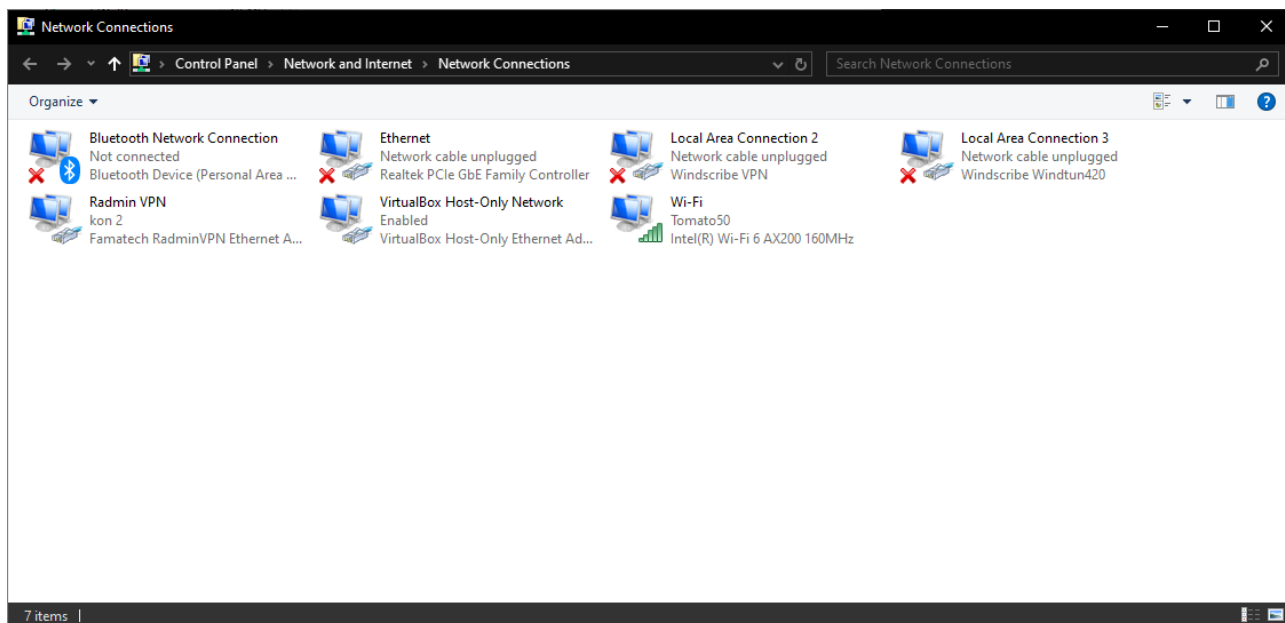 Network Connections
Control Panel > Network and Internet > Network Connections
Search Network Connections
Organize
Bluetooth Network Connection
Not connected
Bluetooth Device (Personal Area ...
Ethernet
Network cable unplugged
Realtek PCIe GbE Family Controller
Local Area Connection 2
Network cable unplugged
Windscribe VPN
Local Area Connection 3
Network cable unplugged
Windscribe Windtun420
Radmin VPN
kon 2
Famatech RadminVPN Ethernet A...
VirtualBox Host-Only Network
Enabled
VirtualBox Host-Only Ethernet Ad...
Wi-Fi
Tomato50
Intel(R) Wi-Fi 6 AX200 160MHz
7 items